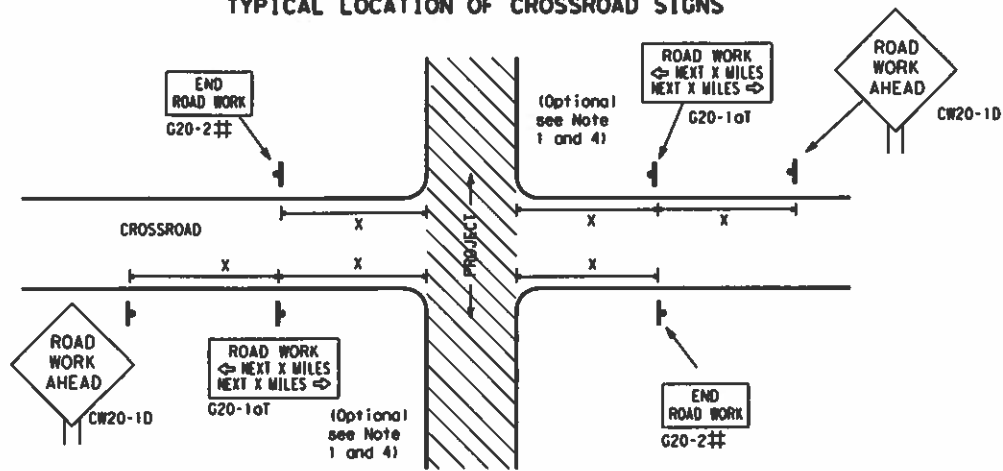 TYPICAL LOCATION OF CROSSROAD SIGNS
END
ROAD WORK
G20-2#
(Optional
see Note
1 and 4)
ROAD WORK
⇦ NEXT X MILES
NEXT X MILES ⇨
G20-1aT
ROAD
WORK
AHEAD
CW20-1D
X
X
X
CROSSROAD
PROJECT
X
X
X
ROAD
WORK
AHEAD
CW20-1D
ROAD WORK
⇦ NEXT X MILES
NEXT X MILES ⇨
G20-1aT
(Optional
see Note
1 and 4)
END
ROAD WORK
G20-2#